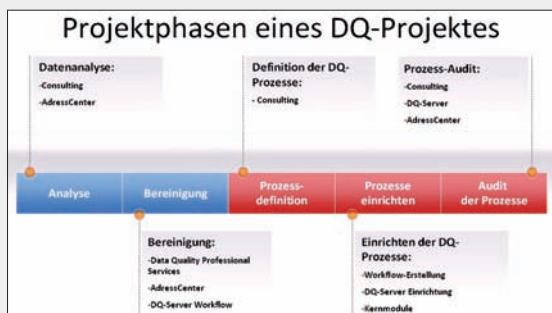 Projektphasen eines DQ-Projektes
Datenanalyse:
-Consulting
-AdressCenter
Definition der DQ-
Prozesse:
- Consulting
Prozess-Audit:
-Consulting
-DQ-Server
-AdressCenter
Analyse
Bereinigung
Prozess-
definition
Prozesse
einrichten
Audit
der Prozesse
Bereinigung:
-Data Quality Professional
Services
-AdressCenter
-DQ-Server Workflow
Einrichten der DQ-
Prozesse:
-Workflow-Erstellung
-DQ-Server Einrichtung
-Kernmodule